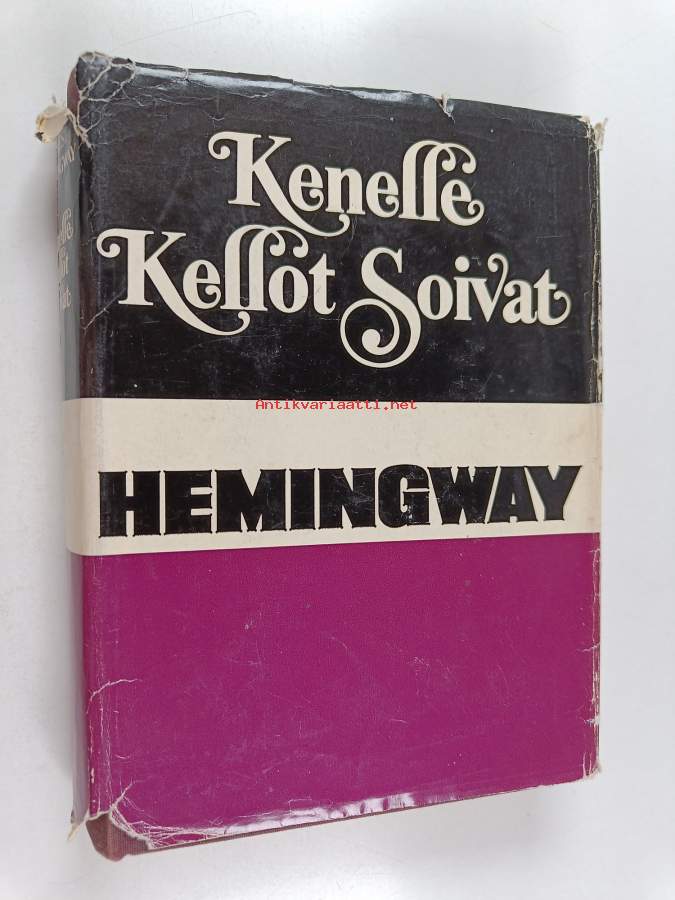 Kenelle
Kellot Soivat
Antikvariaatti.net
HEMINGWAY